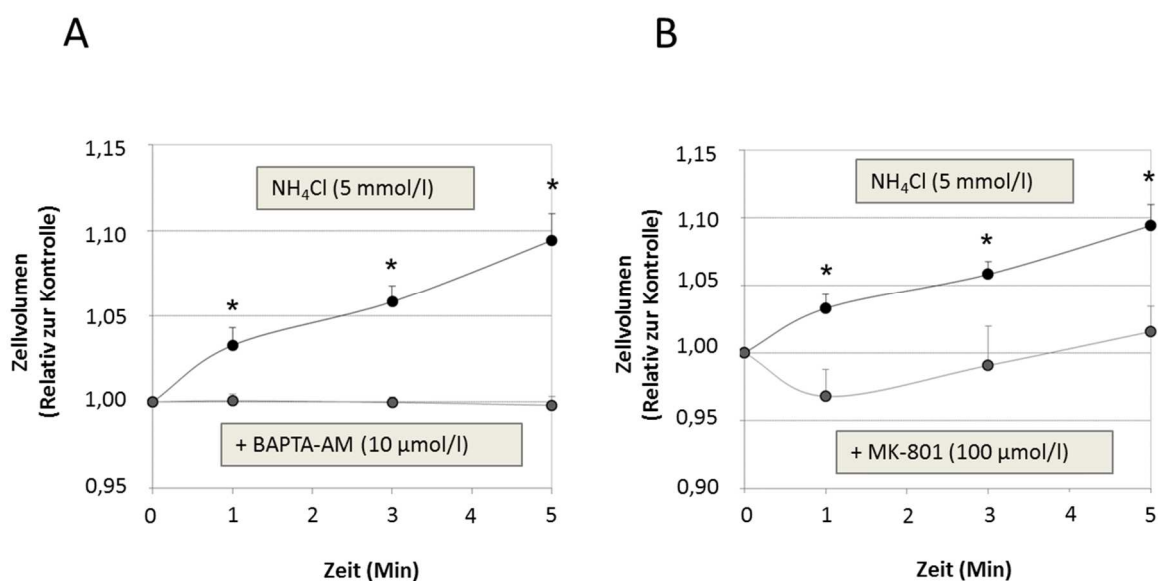 A
1,15
1,10
1,05
1,00
0,95
Zellvolumen
(Relativ zur Kontrolle)
NH₄Cl (5 mmol/l)
*
*
*
+ BAPTA-AM (10 µmol/l)
0 1 2 3 4 5
Zeit (Min)
B
1,15
1,10
1,05
1,00
0,95
0,90
Zellvolumen
(Relativ zur Kontrolle)
NH₄Cl (5 mmol/l)
*
*
*
+ MK-801 (100 µmol/l)
0 1 2 3 4 5
Zeit (Min)